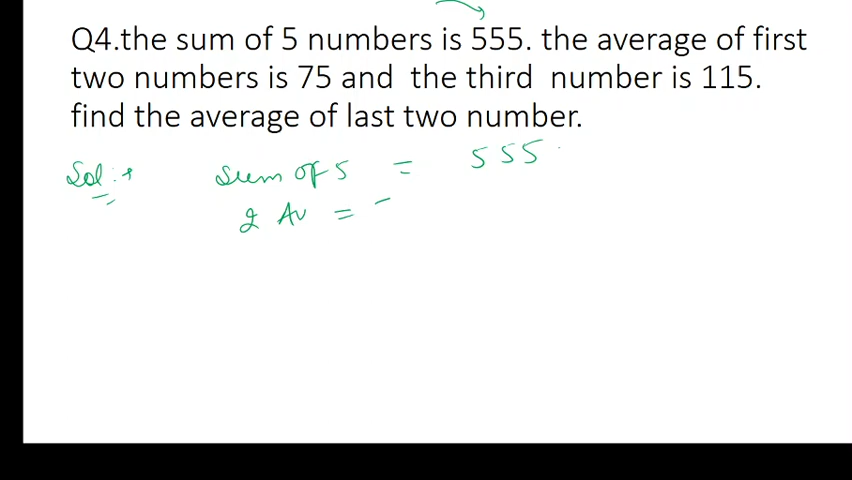 Q4.the sum of 5 numbers is 555. the average of first
two numbers is 75 and the third number is 115.
find the average of last two number.
Sol:→ sum of 5 = 555
2 Av =